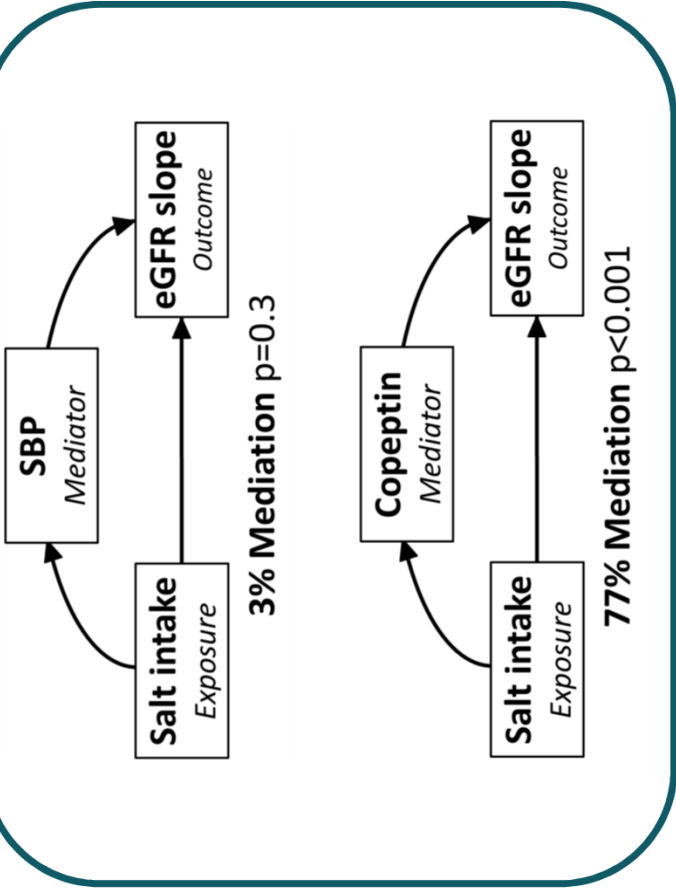 SBP
Mediator
Salt intake
Exposure
eGFR slope
Outcome
3% Mediation p=0.3
Copeptin
Mediator
Salt intake
Exposure
eGFR slope
Outcome
77% Mediation p<0.001